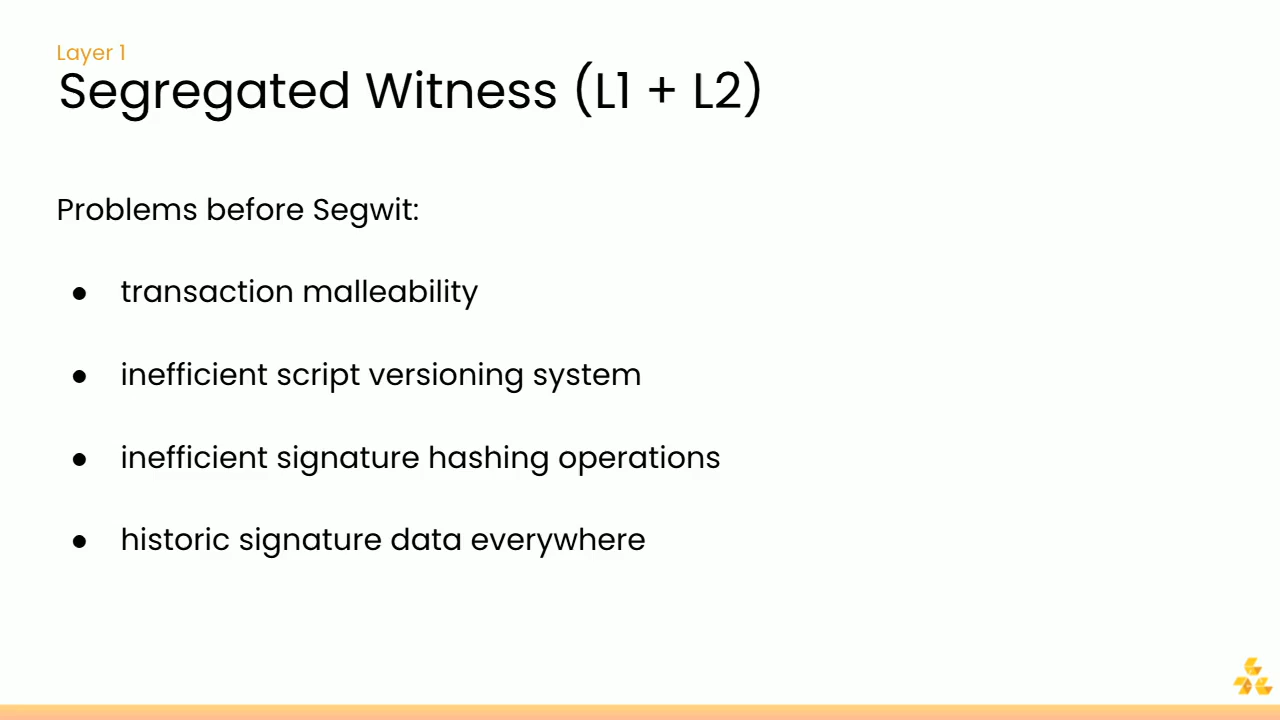 Layer 1
Segregated Witness (L1 + L2)
Problems before Segwit:
● transaction malleability
● inefficient script versioning system
● inefficient signature hashing operations
● historic signature data everywhere